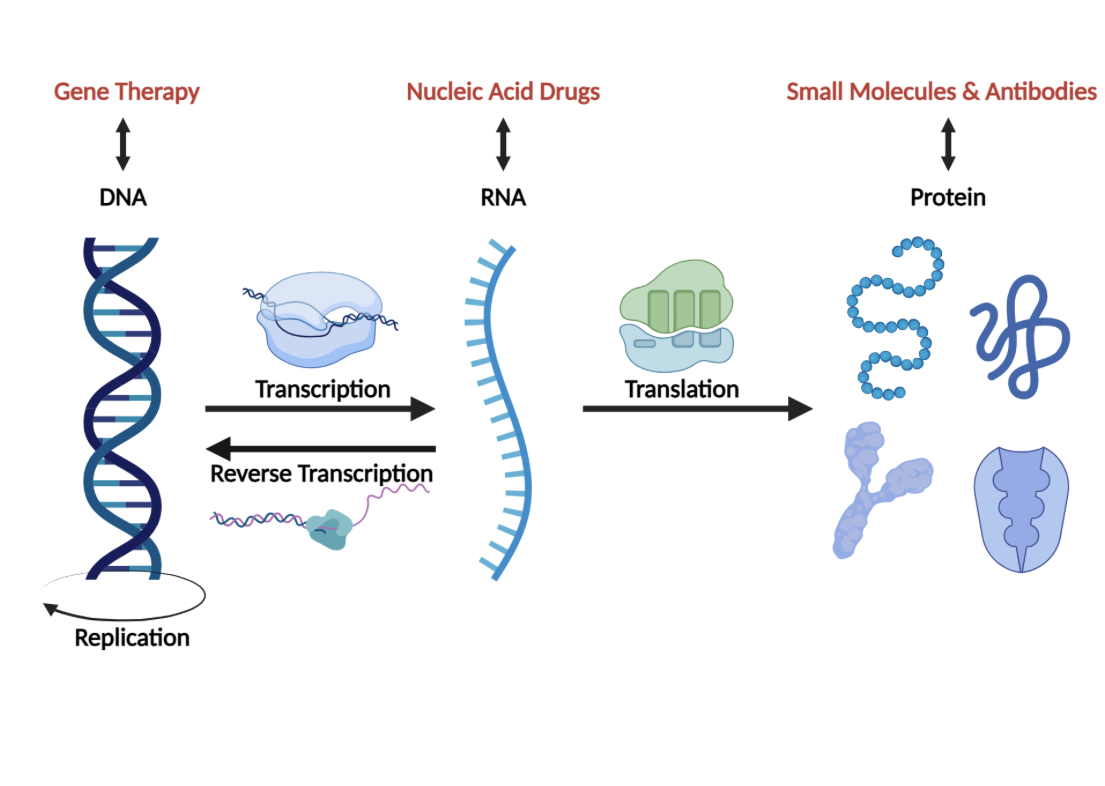 Gene Therapy
Nucleic Acid Drugs
Small Molecules & Antibodies
DNA
RNA
Protein
Transcription
Translation
Reverse Transcription
Replication